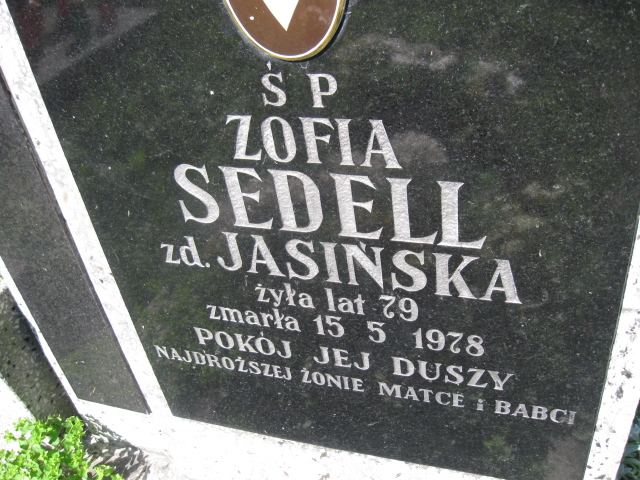 Ś P
ZOFIA
SEDELL
zd. JASIŃSKA
żyła lat 79
zmarła 15 5 1978
POKÓJ JEJ DUSZY
NAJDROŻSZEJ ŻONIE MATCE i BABCI